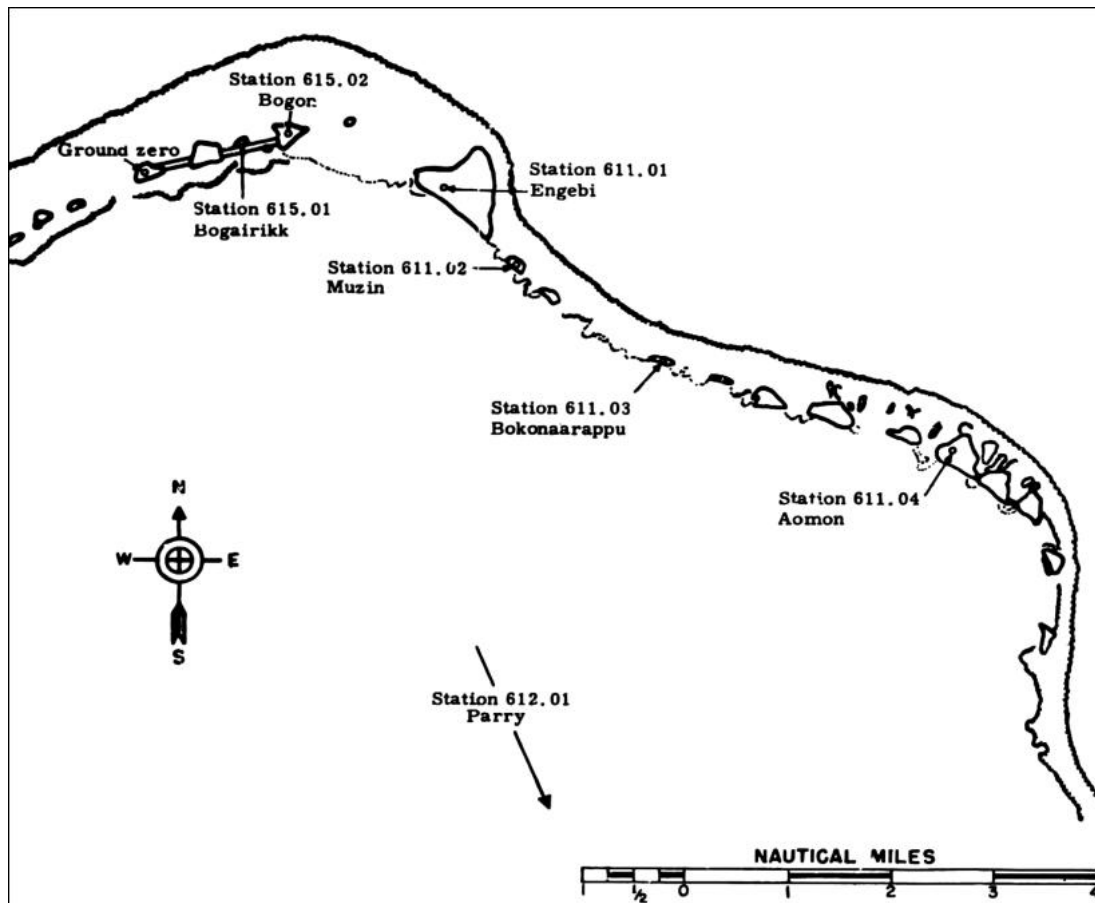 Station 615.02
Bogon
Ground zero
Station 611.01
Engebi
Station 615.01
Bogairikk
Station 611.02
Muzin
Station 611.03
Bokonaarappu
Station 611.04
Aomon
N
W E
S
Station 612.01
Parry
NAUTICAL MILES
1 1/2 0 1 2 3 4